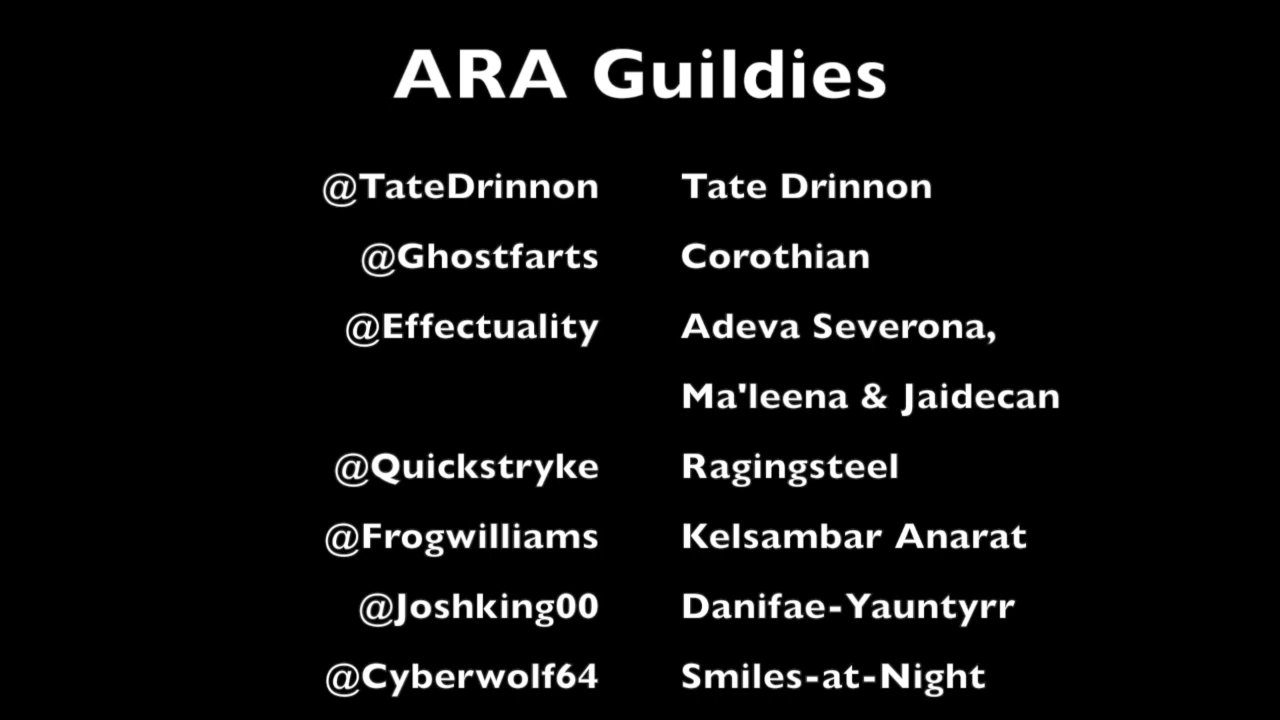 ARA Guildies
@TateDrinnon Tate Drinnon
@Ghostfarts Corothian
@Effectuality Adeva Severona,
Ma'leena & Jaidecan
@Quickstryke Ragingsteel
@Frogwilliams Kelsambar Anarat
@Joshking00 Danifae-Yauntyrr
@Cyberwolf64 Smiles-at-Night